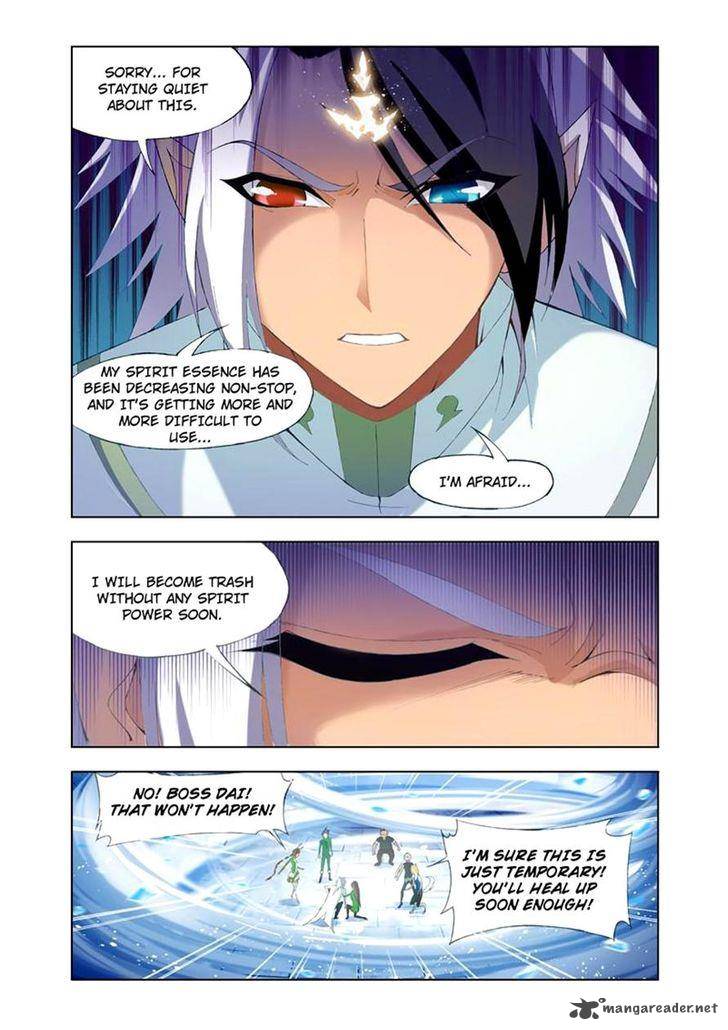 SORRY... FOR
STAYING QUIET
ABOUT THIS.
MY SPIRIT ESSENCE HAS
BEEN DECREASING NON-STOP,
AND IT'S GETTING MORE AND
MORE DIFFICULT TO
USE...
I'M AFRAID...
I WILL BECOME TRASH
WITHOUT ANY SPIRIT
POWER SOON.
NO! BOSS DAI!
THAT WON'T HAPPEN!
I'M SURE THIS IS
JUST TEMPORARY!
YOU'LL HEAL UP
SOON ENOUGH!
mangareader.net